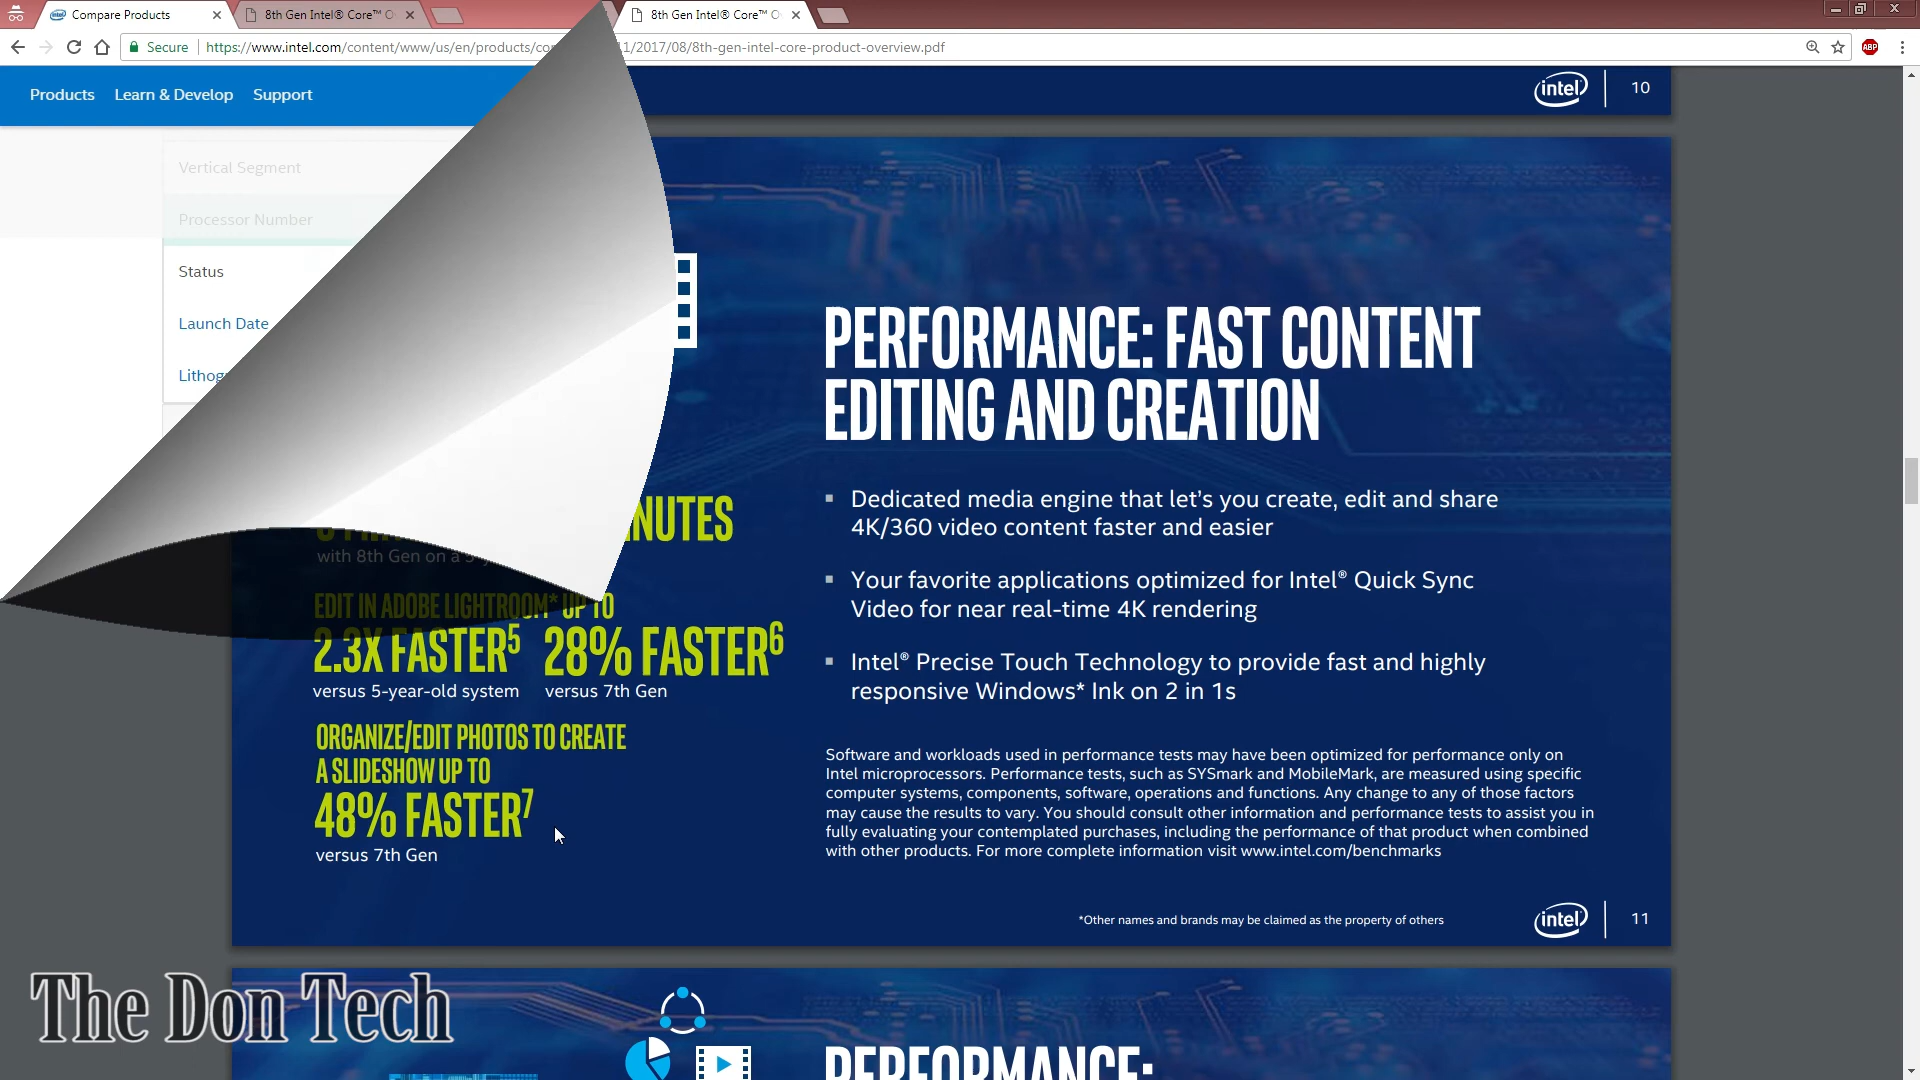 Compare Products
8th Gen Intel® Core™ O
8th Gen Intel® Core™ O
Secure
https://www.intel.com/content/www/us/en/products/co
1/2017/08/8th-gen-intel-core-product-overview.pdf
ABP
Products
Learn & Develop
Support
intel
10
Vertical Segment
Processor Number
Status
Launch Date
Lithog
PERFORMANCE: FAST CONTENT
EDITING AND CREATION
Dedicated media engine that let's you create, edit and share
4K/360 video content faster and easier
Your favorite applications optimized for Intel® Quick Sync
Video for near real-time 4K rendering
Intel® Precise Touch Technology to provide fast and highly
responsive Windows* Ink on 2 in 1s
NUTES
with 8th Gen on a 5-y
EDIT IN ADOBE LIGHTROOM* UP TO
2.3X FASTER5
28% FASTER6
versus 5-year-old system
versus 7th Gen
ORGANIZE/EDIT PHOTOS TO CREATE
A SLIDESHOW UP TO
48% FASTER7
versus 7th Gen
Software and workloads used in performance tests may have been optimized for performance only on
Intel microprocessors. Performance tests, such as SYSmark and MobileMark, are measured using specific
computer systems, components, software, operations and functions. Any change to any of those factors
may cause the results to vary. You should consult other information and performance tests to assist you in
fully evaluating your contemplated purchases, including the performance of that product when combined
with other products. For more complete information visit www.intel.com/benchmarks
*Other names and brands may be claimed as the property of others
intel
11
The Don Tech
PERFORMANCE: